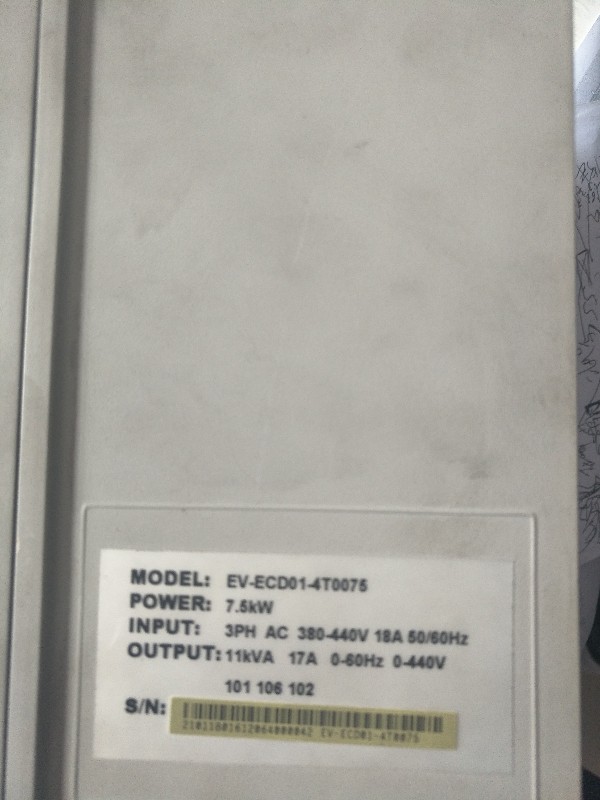 MODEL: EV-ECD01-4T0075
POWER: 7.5kW
INPUT: 3PH AC 380-440V 18A 50/60Hz
OUTPUT: 11kVA 17A 0-60Hz 0-440V
101 106 102
S/N:
21011601612064000042 EV-ECD01-4T0075